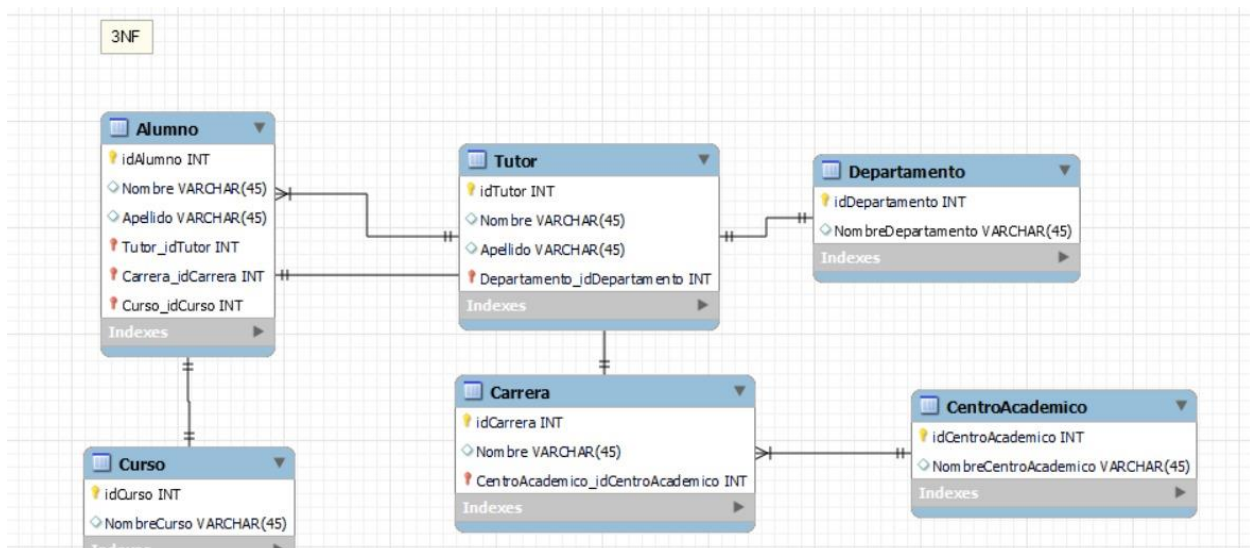 3NF
Alumno
idAlumno INT
Nombre VARCHAR(45)
Apellido VARCHAR(45)
Tutor_idTutor INT
Carrera_idCarrera INT
Curso_idCurso INT
Indexes
Tutor
idTutor INT
Nombre VARCHAR(45)
Apellido VARCHAR(45)
Departamento_idDepartamento INT
Indexes
Departamento
idDepartamento INT
NombreDepartamento VARCHAR(45)
Indexes
Carrera
idCarrera INT
Nombre VARCHAR(45)
CentroAcademico_idCentroAcademico INT
Indexes
CentroAcademico
idCentroAcademico INT
NombreCentroAcademico VARCHAR(45)
Indexes
Curso
idCurso INT
NombreCurso VARCHAR(45)